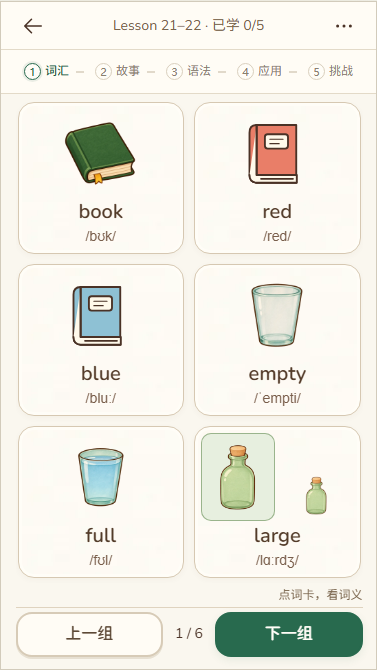 Lesson 21–22 · 已学 0/5
1 词汇 – 2 故事 – 3 语法 – 4 应用 – 5 挑战
book
/bʊk/
red
/red/
blue
/bluː/
empty
/ˈempti/
full
/fʊl/
large
/lɑːrdʒ/
点词卡，看词义
上一组
1 / 6
下一组